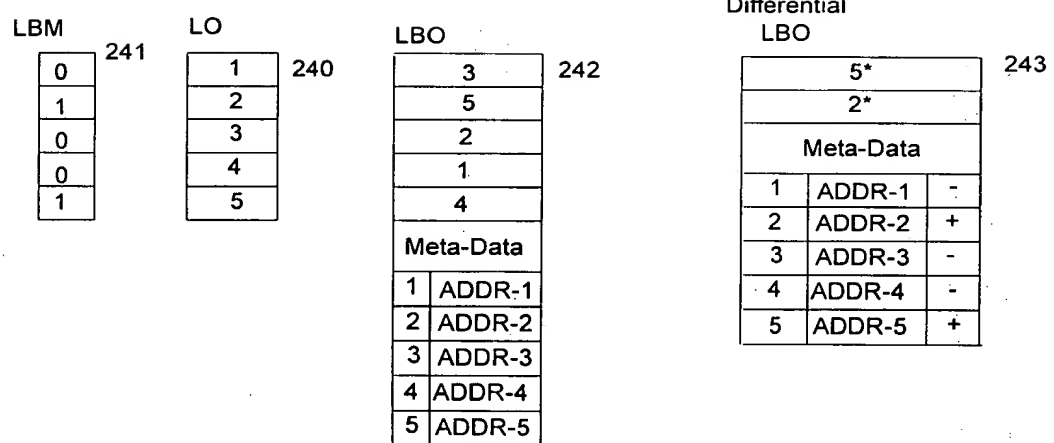 LBM
241
0
1
0
0
1
LO
240
1
2
3
4
5
LBO
242
3
5
2
1
4
Meta-Data
1 ADDR-1
2 ADDR-2
3 ADDR-3
4 ADDR-4
5 ADDR-5
Differential
LBO
243
5*
2*
Meta-Data
1 ADDR-1 -
2 ADDR-2 +
3 ADDR-3 -
4 ADDR-4 -
5 ADDR-5 +